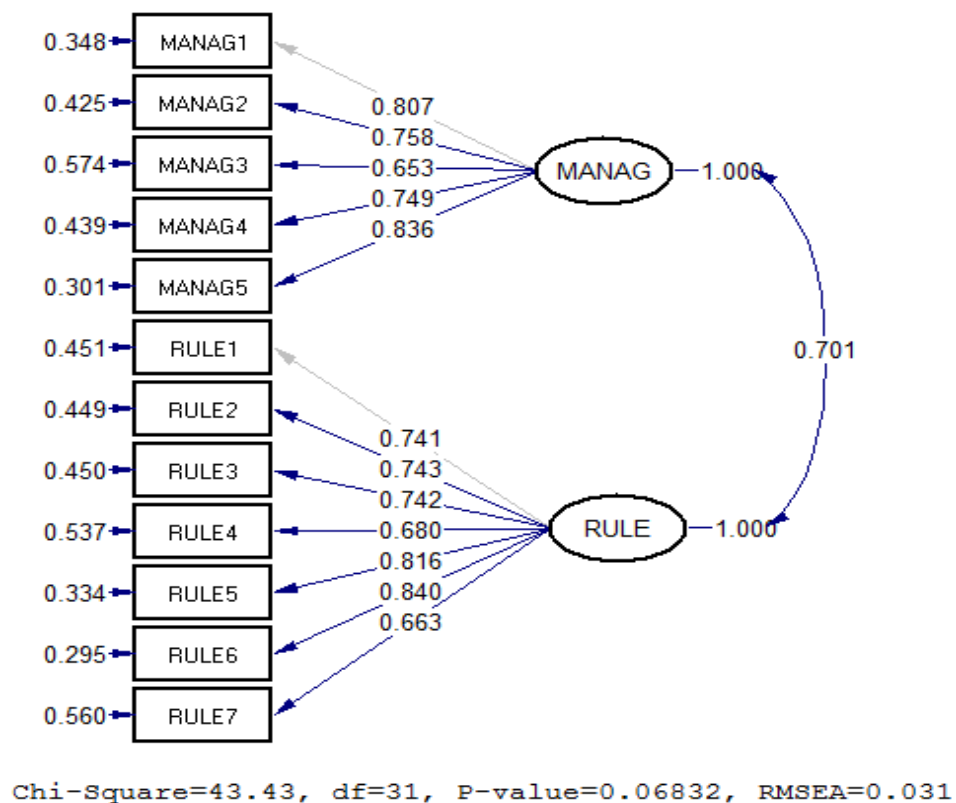 0.348 MANAG1
0.807
0.425 MANAG2
0.758
0.574 MANAG3
0.653
MANAG
1.000
0.439 MANAG4
0.749
0.836
0.301 MANAG5
0.451 RULE1
0.701
0.449 RULE2
0.741
0.743
0.450 RULE3
0.742
0.537 RULE4
0.680
RULE
1.000
0.816
0.334 RULE5
0.840
0.663
0.295 RULE6
0.560 RULE7
Chi-Square=43.43, df=31, P-value=0.06832, RMSEA=0.031